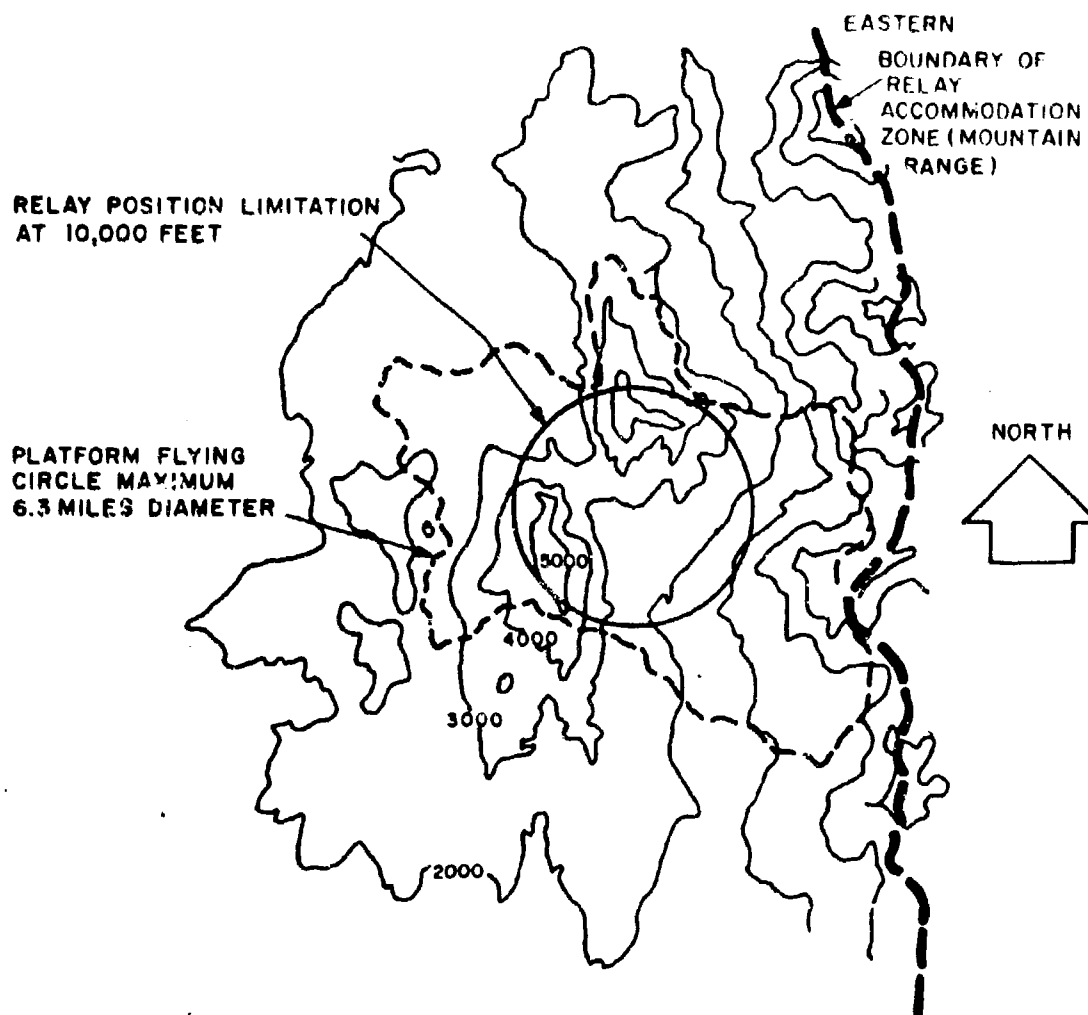 EASTERN
BOUNDARY OF
RELAY
ACCOMMODATION
ZONE (MOUNTAIN
RANGE)
RELAY POSITION LIMITATION
AT 10,000 FEET
PLATFORM FLYING
CIRCLE MAXIMUM
6.3 MILES DIAMETER
NORTH
5000
4000
3000
2000